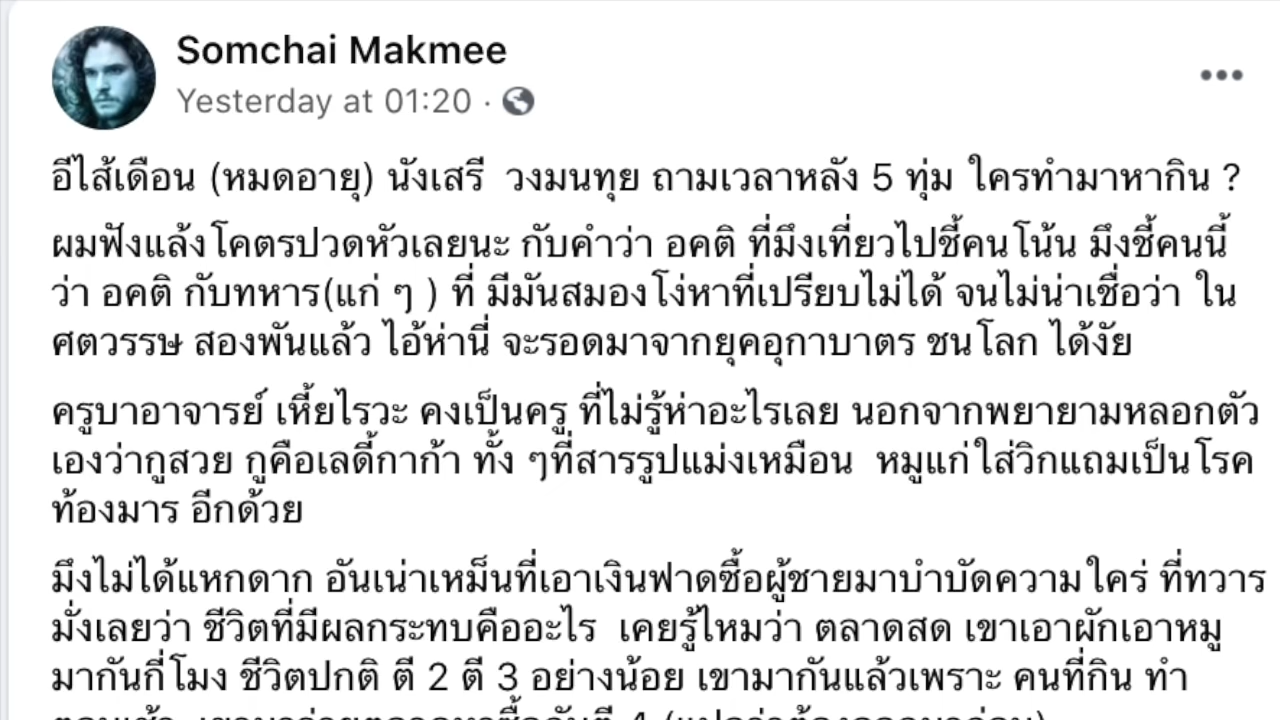 Somchai Makmee
Yesterday at 01:20 ·
อีไส้เดือน (หมดอายุ) นังเสรี วงมนทุย ถามเวลาหลัง 5 ทุ่ม ใครทำมาหากิน ?
ผมฟังแล้งโคตรปวดหัวเลยนะ กับคำว่า อคติ ที่มึงเที่ยวไปชี้คนโน้น มึงชี้คนนี้
ว่า อคติ กับทหาร(แก่ ๆ ) ที่ มีมันสมองโง่หาที่เปรียบไม่ได้ จนไม่น่าเชื่อว่า ใน
ศตวรรษ สองพันแล้ว ไอ้ห่านี่ จะรอดมาจากยุคอุกาบาตร ชนโลก ได้งัย
ครูบาอาจารย์ เหี้ยไรวะ คงเป็นครู ที่ไม่รู้ห่าอะไรเลย นอกจากพยายามหลอกตัว
เองว่ากูสวย กูคือเลดี้กาก้า ทั้ง ๆที่สารรูปแม่งเหมือน หมูแก่ใส่วิกแถมเป็นโรค
ท้องมาร อีกด้วย
มึงไม่ได้แหกดาก อันเน่าเหม็นที่เอาเงินฟาดซื้อผู้ชายมาบำบัดความใคร่ ที่ทวาร
มั่งเลยว่า ชีวิตที่มีผลกระทบคืออะไร เคยรู้ไหมว่า ตลาดสด เขาเอาผักเอาหมู
มากันกี่โมง ชีวิตปกติ ตี 2 ตี 3 อย่างน้อย เขามากันแล้วเพราะ คนที่กิน ทำ